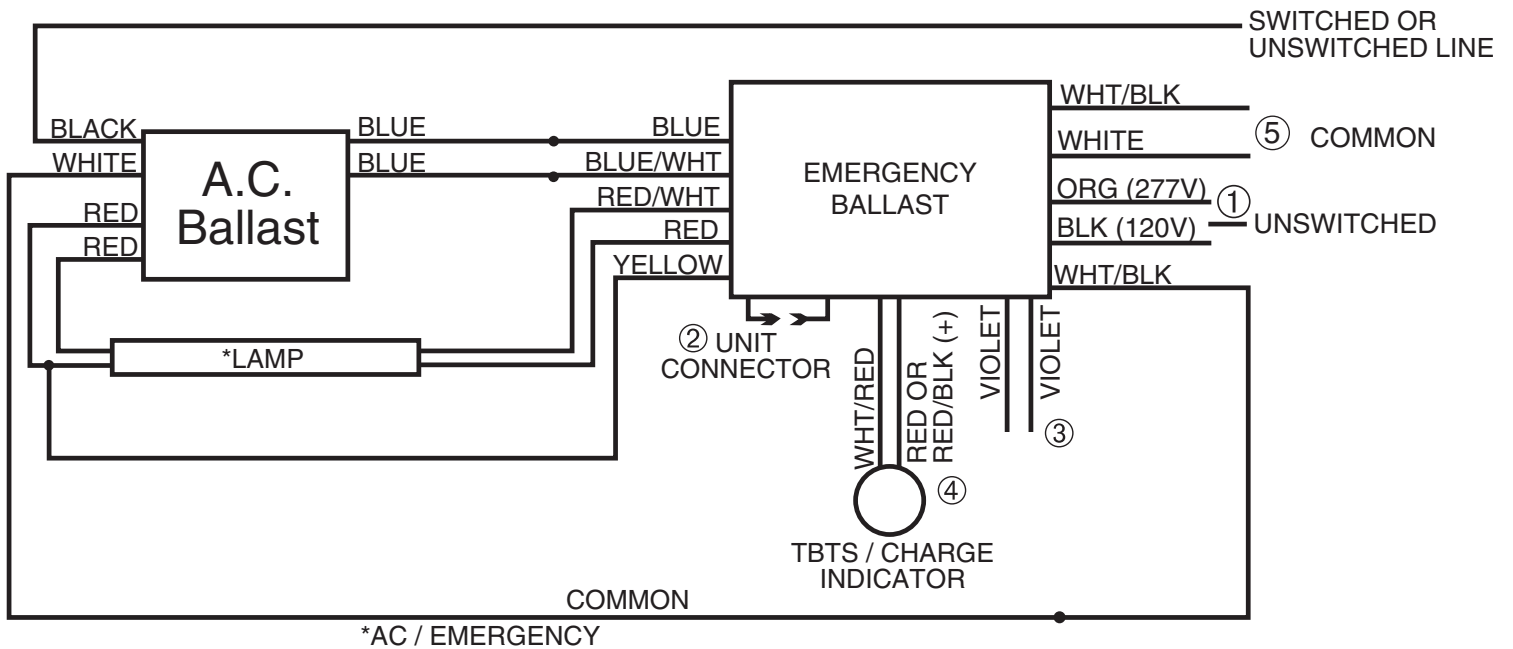 SWITCHED OR
UNSWITCHED LINE
BLACK
WHITE
RED
RED
A.C.
Ballast
BLUE
BLUE
BLUE
BLUE/WHT
RED/WHT
RED
YELLOW
EMERGENCY
BALLAST
WHT/BLK
WHITE
⑤ COMMON
ORG (277V)
BLK (120V)
① UNSWITCHED
WHT/BLK
*LAMP
② UNIT
CONNECTOR
WHT/RED
RED OR
RED/BLK (+)
VIOLET
VIOLET
③
④
TBTS / CHARGE
INDICATOR
COMMON
*AC / EMERGENCY